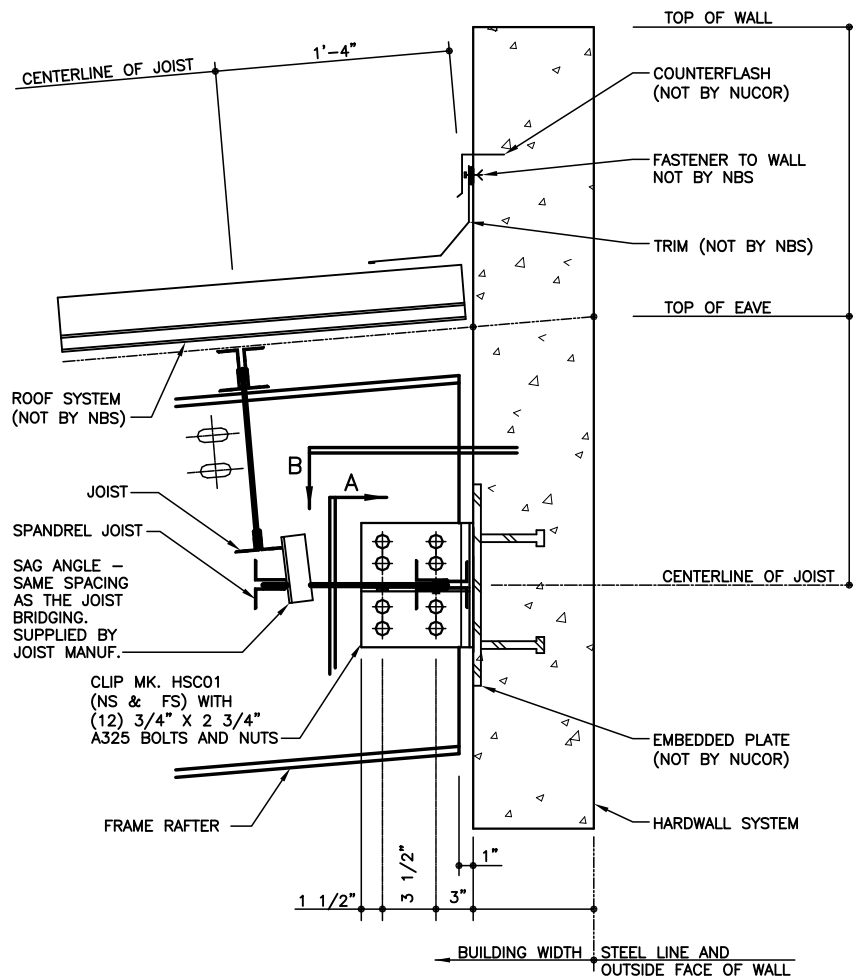 TOP OF WALL
1'-4"
CENTERLINE OF JOIST
COUNTERFLASH
(NOT BY NUCOR)
FASTENER TO WALL
NOT BY NBS
TRIM (NOT BY NBS)
TOP OF EAVE
ROOF SYSTEM
(NOT BY NBS)
B
A
JOIST
SPANDREL JOIST
SAG ANGLE –
SAME SPACING
AS THE JOIST
BRIDGING.
SUPPLIED BY
JOIST MANUF.
CENTERLINE OF JOIST
CLIP MK. HSC01
(NS & FS) WITH
(12) 3/4" X 2 3/4"
A325 BOLTS AND NUTS
EMBEDDED PLATE
(NOT BY NUCOR)
FRAME RAFTER
HARDWALL SYSTEM
1"
1 1/2"
3 1/2"
3"
BUILDING WIDTH
STEEL LINE AND
OUTSIDE FACE OF WALL